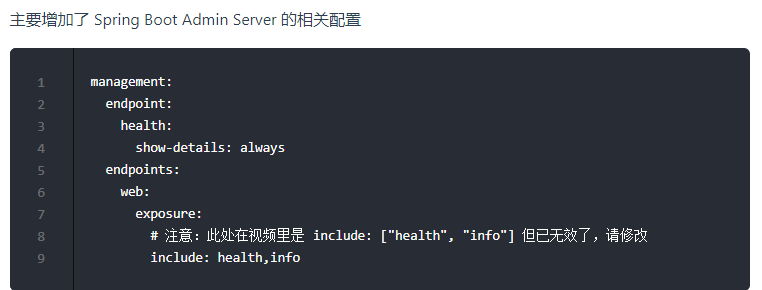 主要增加了 Spring Boot Admin Server 的相关配置
1 management:
2   endpoint:
3     health:
4       show-details: always
5   endpoints:
6     web:
7       exposure:
8         # 注意：此处在视频里是 include: ["health", "info"] 但已无效了，请修改
9         include: health,info